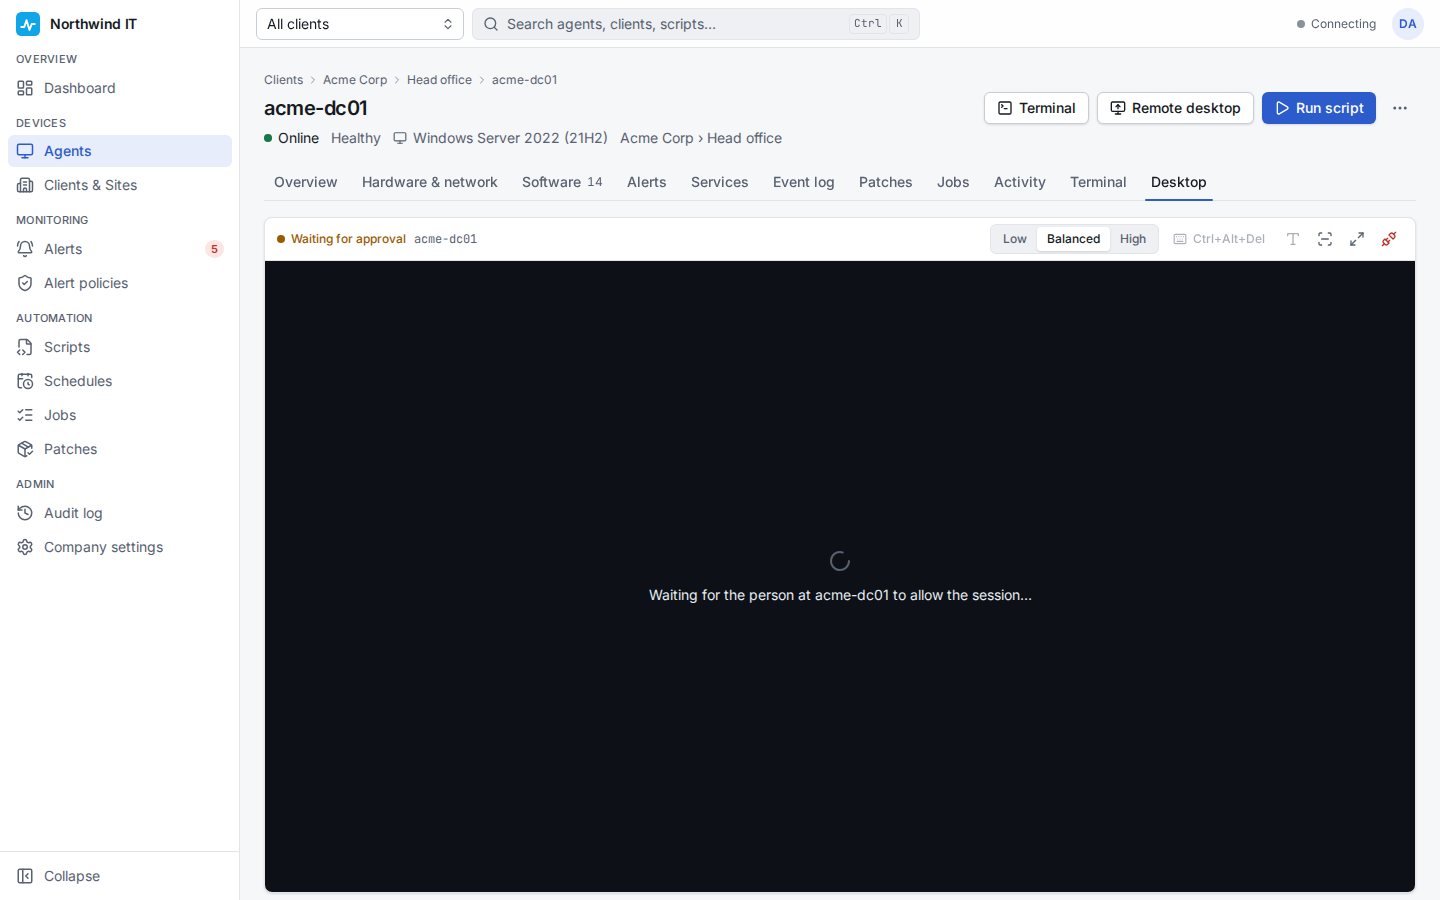 Northwind IT
All clients
Search agents, clients, scripts...
Ctrl K
Connecting
DA
OVERVIEW
Dashboard
DEVICES
Agents
Clients & Sites
MONITORING
Alerts
5
Alert policies
AUTOMATION
Scripts
Schedules
Jobs
Patches
ADMIN
Audit log
Company settings
Collapse
Clients > Acme Corp > Head office > acme-dc01
acme-dc01
Terminal
Remote desktop
Run script
Online Healthy Windows Server 2022 (21H2) Acme Corp › Head office
Overview Hardware & network Software 14 Alerts Services Event log Patches Jobs Activity Terminal Desktop
Waiting for approval acme-dc01
Low Balanced High
Ctrl+Alt+Del
Waiting for the person at acme-dc01 to allow the session...